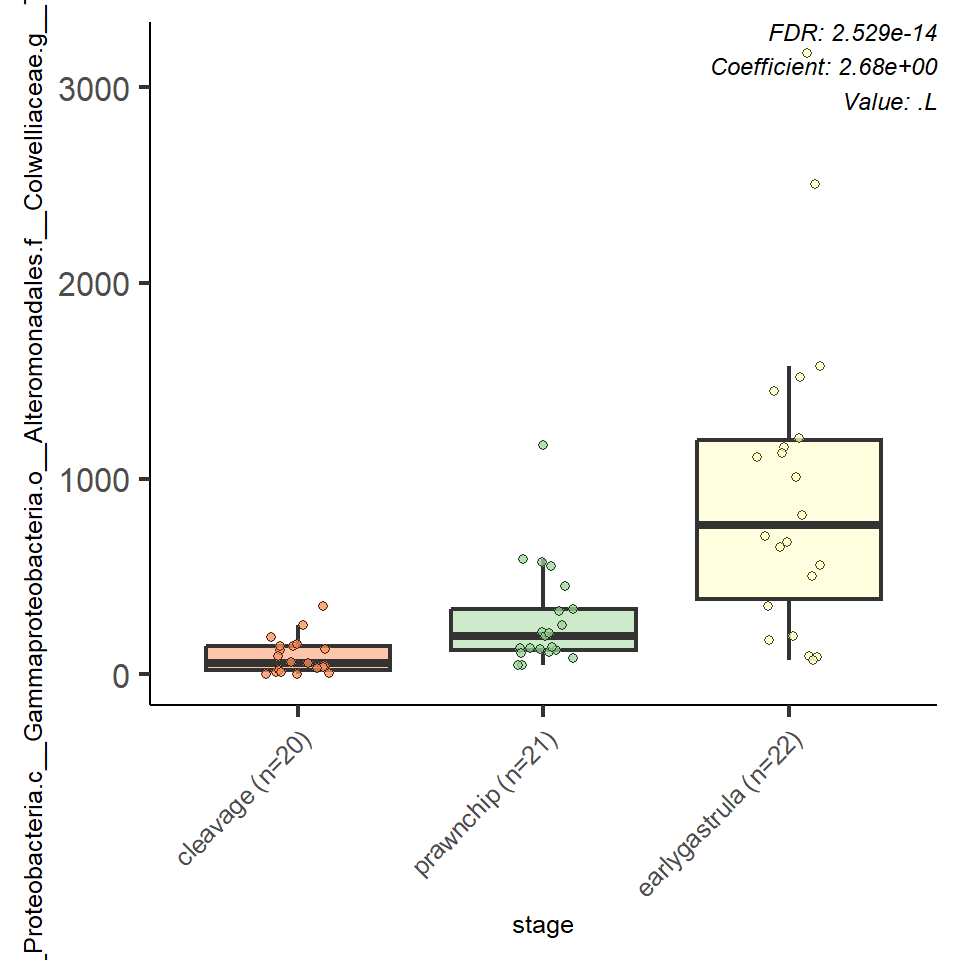 FDR: 2.529e-14
Coefficient: 2.68e+00
Value: .L
3000
2000
1000
0
_Proteobacteria.c__Gammaproteobacteria.o__Alteromonadales.f__Colwelliaceae.g__
cleavage (n=20)
prawnchip (n=21)
earlygastrula (n=22)
stage